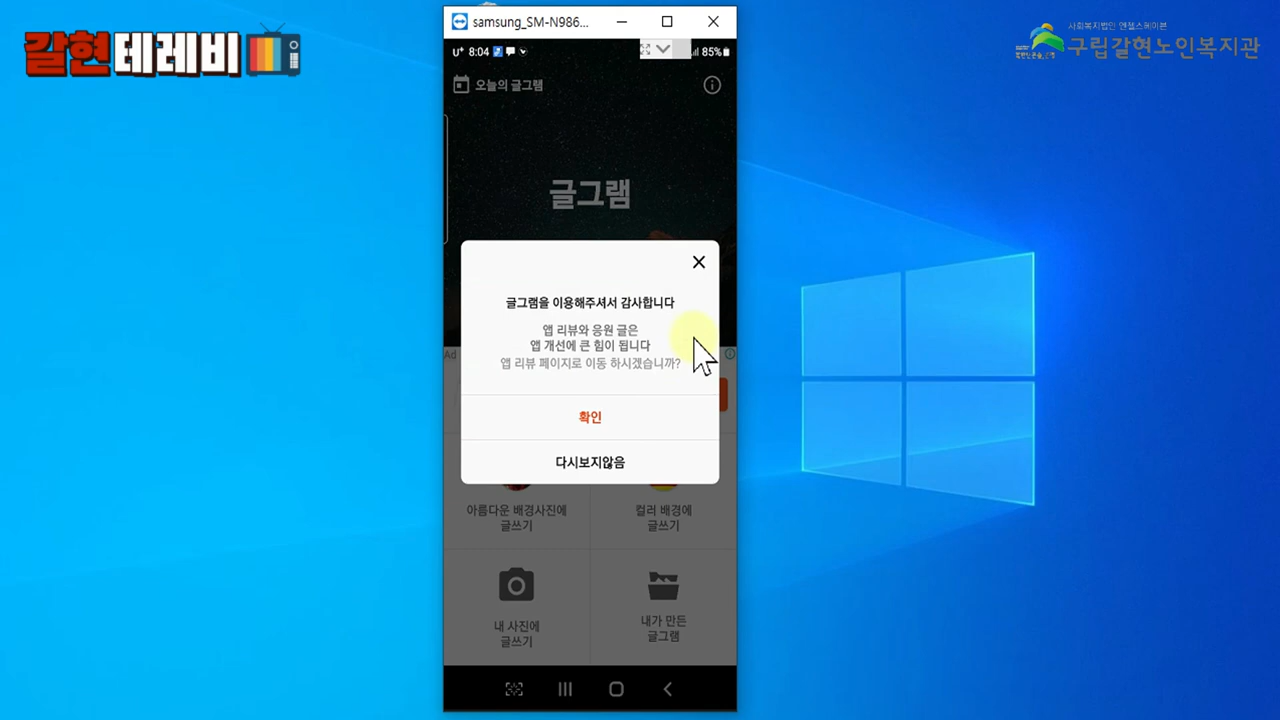 갈현테레비
samsung_SM-N986...
사회복지법인 엔젤스헤이븐
구립갈현노인복지관
U+ 8:04
85%
오늘의 글그램
글그램
글그램을 이용해주셔서 감사합니다
앱 리뷰와 응원 글은
앱 개선에 큰 힘이 됩니다
앱 리뷰 페이지로 이동 하시겠습니까?
Ad
확인
다시보지않음
아름다운 배경사진에
글쓰기
컬러 배경에
글쓰기
내 사진에
글쓰기
내가 만든
글그램